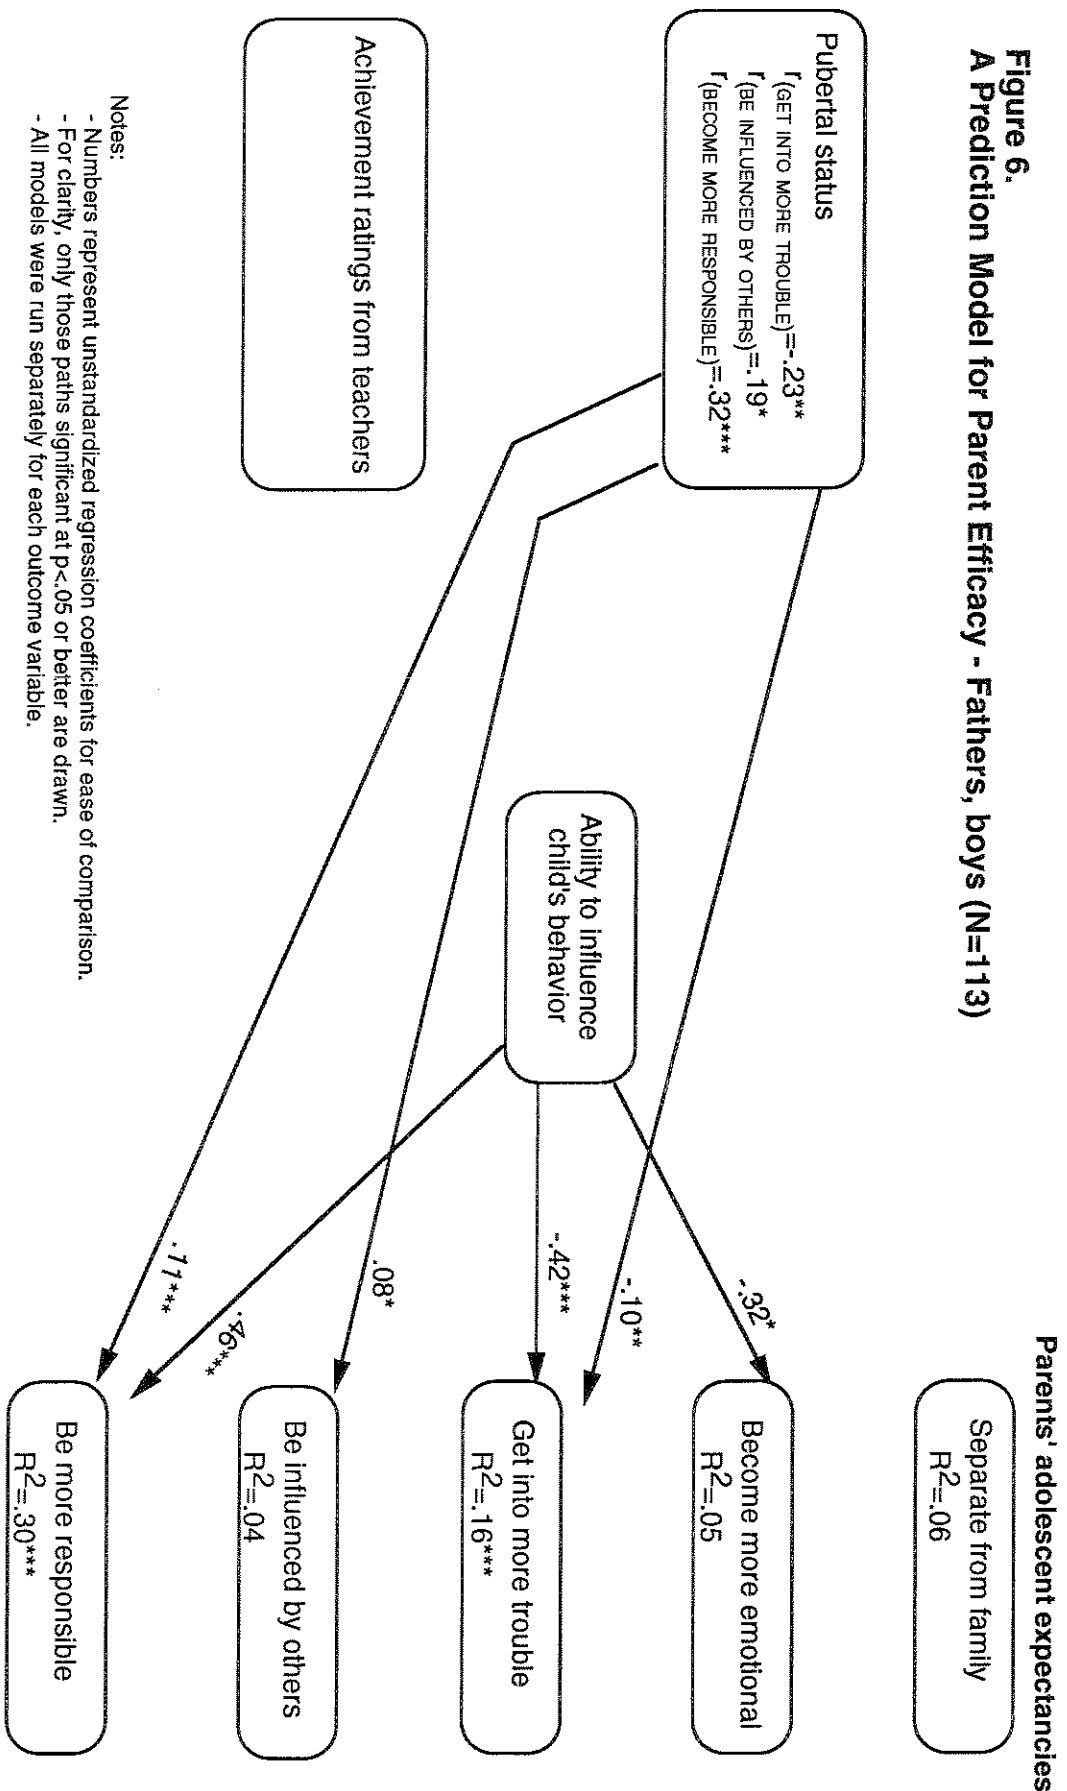 Figure 6.
A Prediction Model for Parent Efficacy - Fathers, boys (N=113)
Parents' adolescent expectancies
Pubertal status
r(GET INTO MORE TROUBLE)=-.23**
r(BE INFLUENCED BY OTHERS)=.19*
r(BECOME MORE RESPONSIBLE)=.32***
Achievement ratings from teachers
Ability to influence
child's behavior
-.32*
-.10**
-.42***
.08*
.46***
.11***
Separate from family
R2=.06
Become more emotional
R2=.05
Get into more trouble
R2=.16***
Be influenced by others
R2=.04
Be more responsible
R2=.30***
Notes:
- Numbers represent unstandardized regression coefficients for ease of comparison.
- For clarity, only those paths significant at p<.05 or better are drawn.
- All models were run separately for each outcome variable.